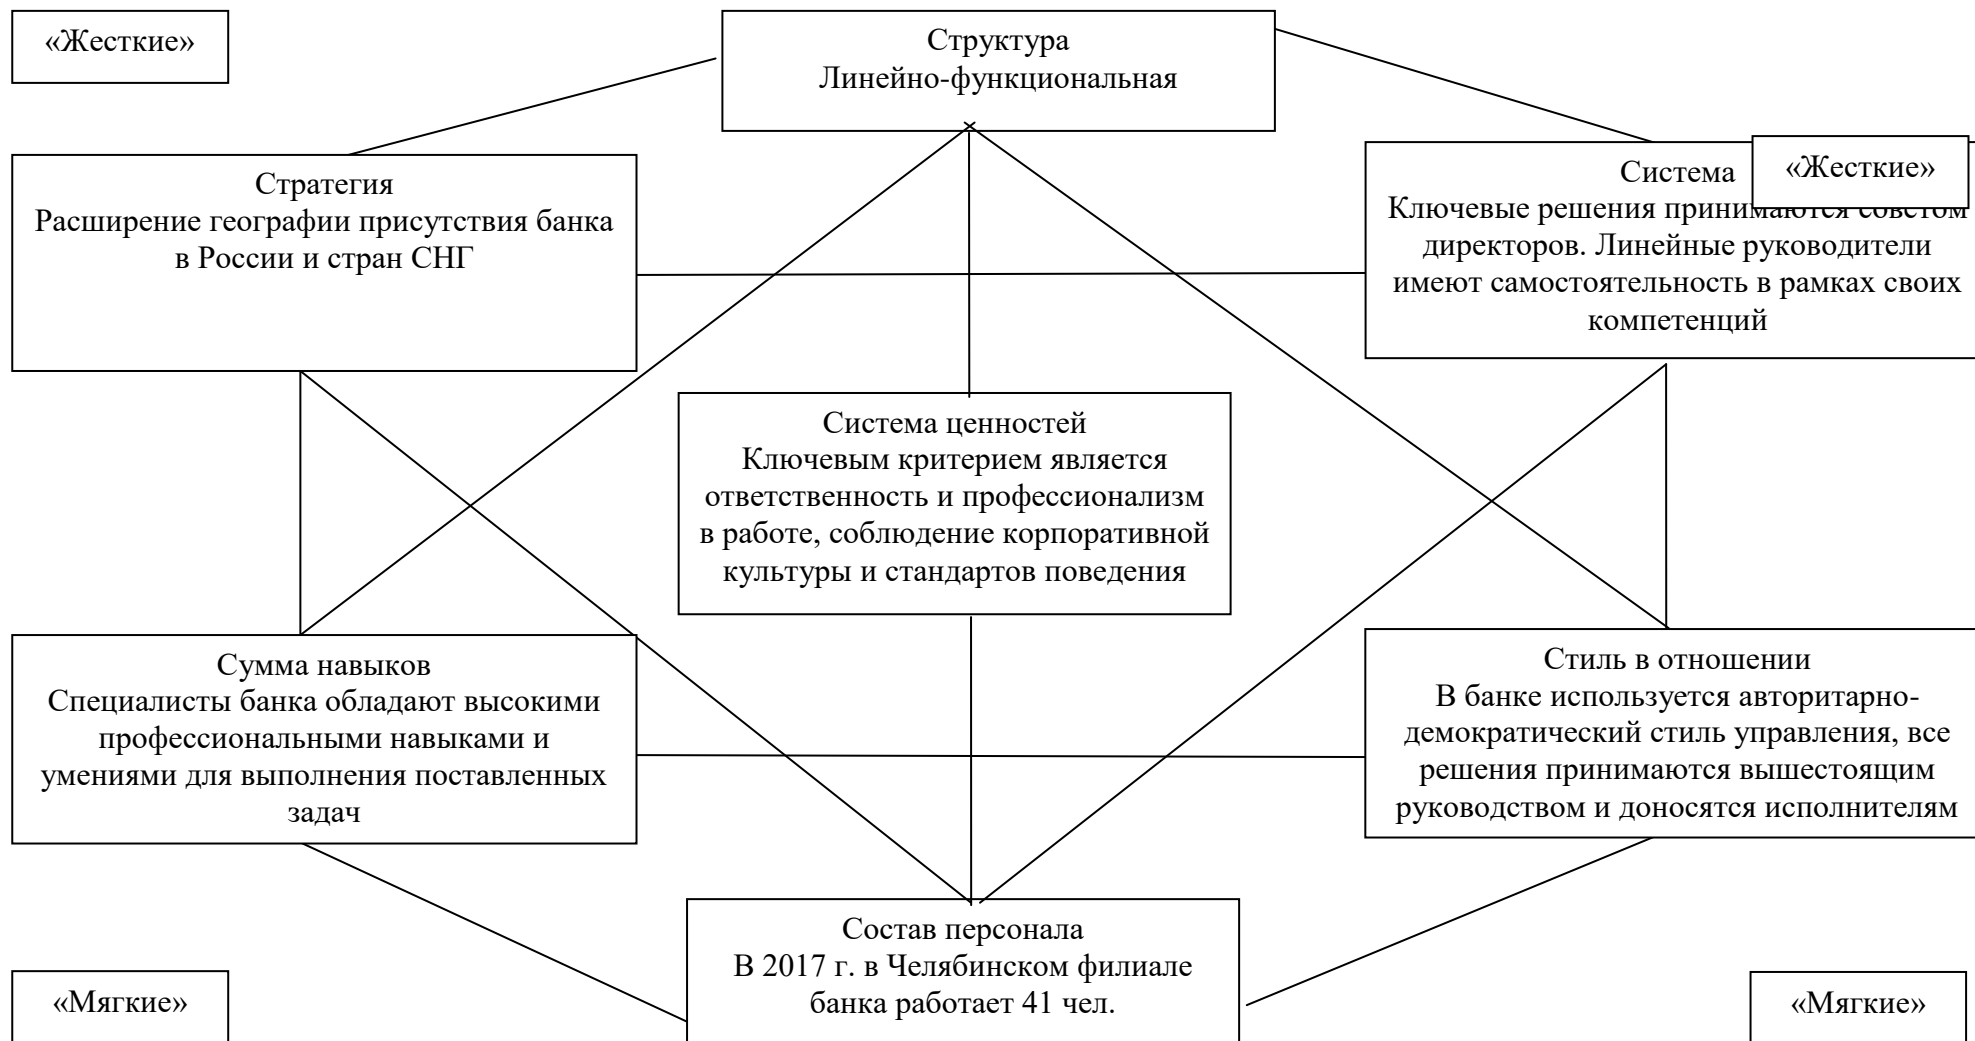 «Жесткие»
Структура
Линейно-функциональная
Стратегия
Расширение географии присутствия банка
в России и стран СНГ
«Жесткие»
Система
Ключевые решения принимаются советом
директоров. Линейные руководители
имеют самостоятельность в рамках своих
компетенций
Система ценностей
Ключевым критерием является
ответственность и профессионализм
в работе, соблюдение корпоративной
культуры и стандартов поведения
Сумма навыков
Специалисты банка обладают высокими
профессиональными навыками и
умениями для выполнения поставленных
задач
Стиль в отношении
В банке используется авторитарно-
демократический стиль управления, все
решения принимаются вышестоящим
руководством и доносятся исполнителям
Состав персонала
В 2017 г. в Челябинском филиале
банка работает 41 чел.
«Мягкие»
«Мягкие»